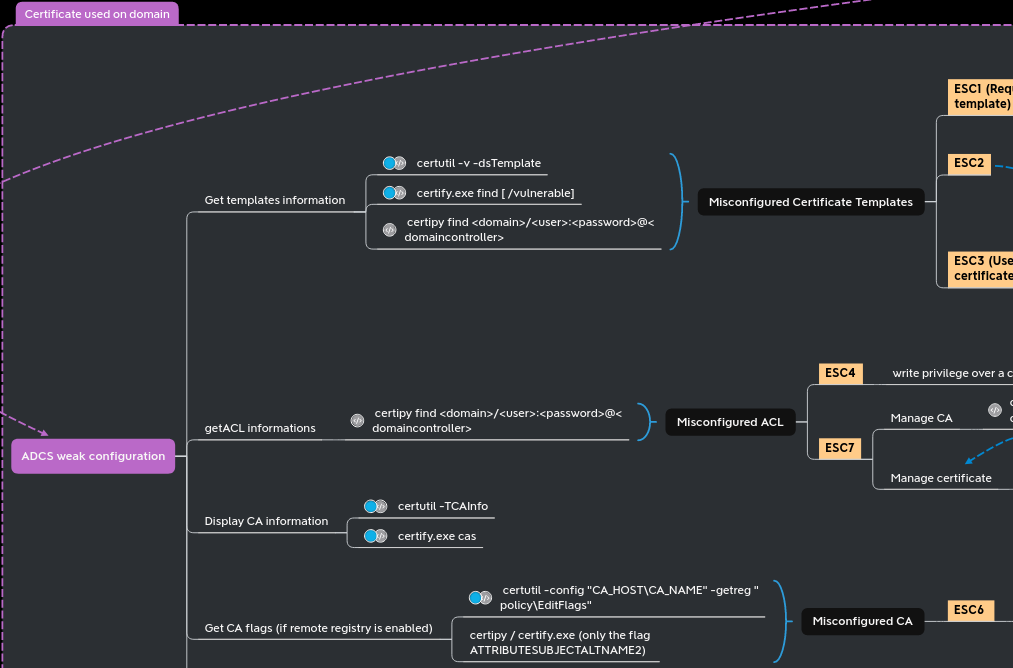 Certificate used on domain
ESC1 (Req
template)
certutil -v -dsTemplate
ESC2
certify.exe find [ /vulnerable]
Get templates information
Misconfigured Certificate Templates
certipy find <domain>/<user>:<password>@<
domaincontroller>
ESC3 (Use
certificate
ESC4
write privilege over a c
getACL informations
certipy find <domain>/<user>:<password>@<
domaincontroller>
Misconfigured ACL
Manage CA
ESC7
ADCS weak configuration
Manage certificate
certutil -TCAInfo
Display CA information
certify.exe cas
certutil -config "CA_HOST\CA_NAME" -getreg "
policy\EditFlags"
ESC6
Get CA flags (if remote registry is enabled)
Misconfigured CA
certipy / certify.exe (only the flag
ATTRIBUTESUBJECTALTNAME2)